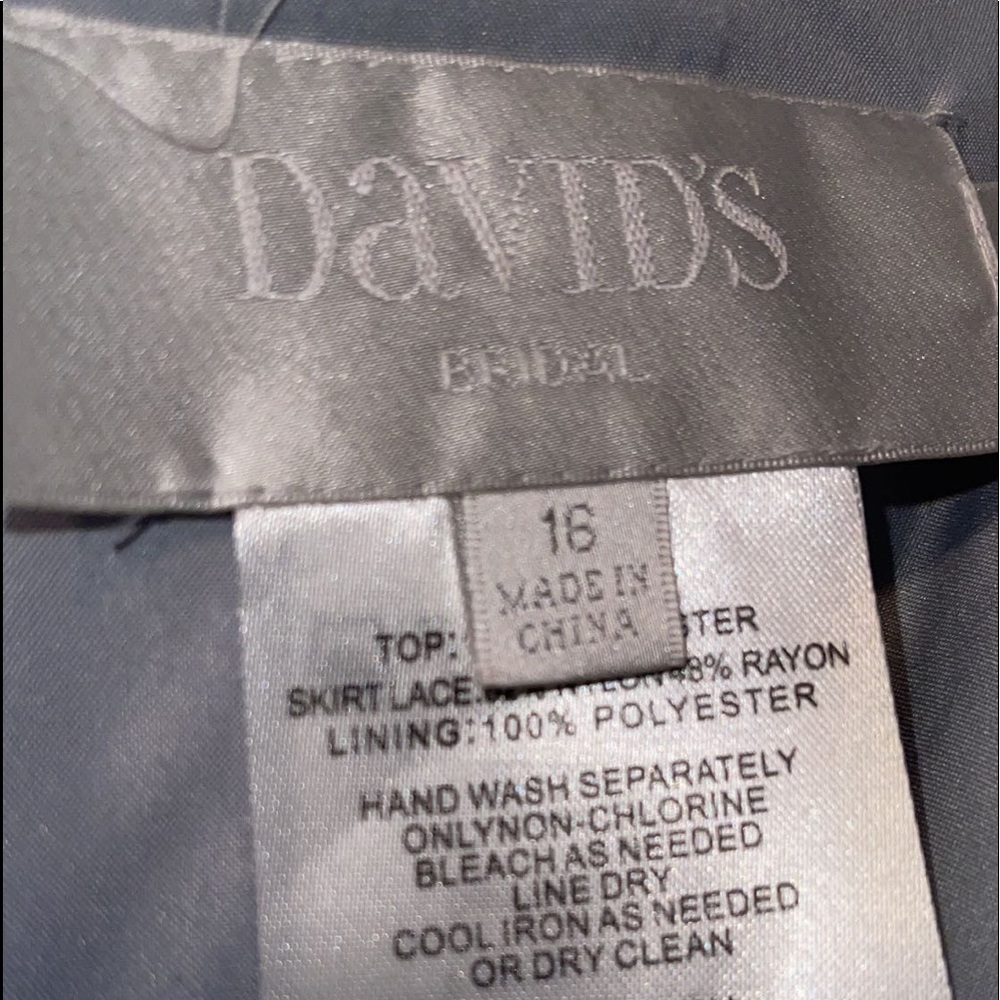 DAVID'S
BRIDAL
16
MADE IN
CHINA
TOP: STER
SKIRT LACE: NYLON48% RAYON
LINING:100% POLYESTER
HAND WASH SEPARATELY
ONLYNON-CHLORINE
BLEACH AS NEEDED
LINE DRY
COOL IRON AS NEEDED
OR DRY CLEAN